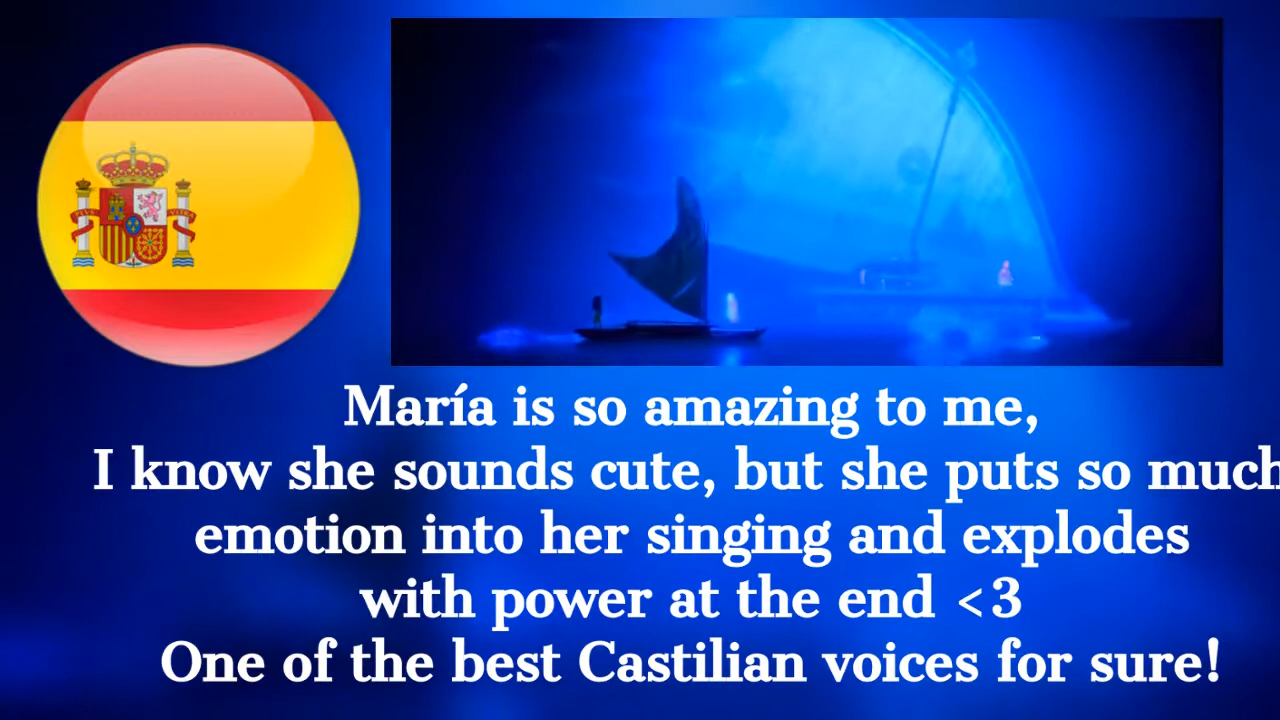 María is so amazing to me,
I know she sounds cute, but she puts so much
emotion into her singing and explodes
with power at the end <3
One of the best Castilian voices for sure!